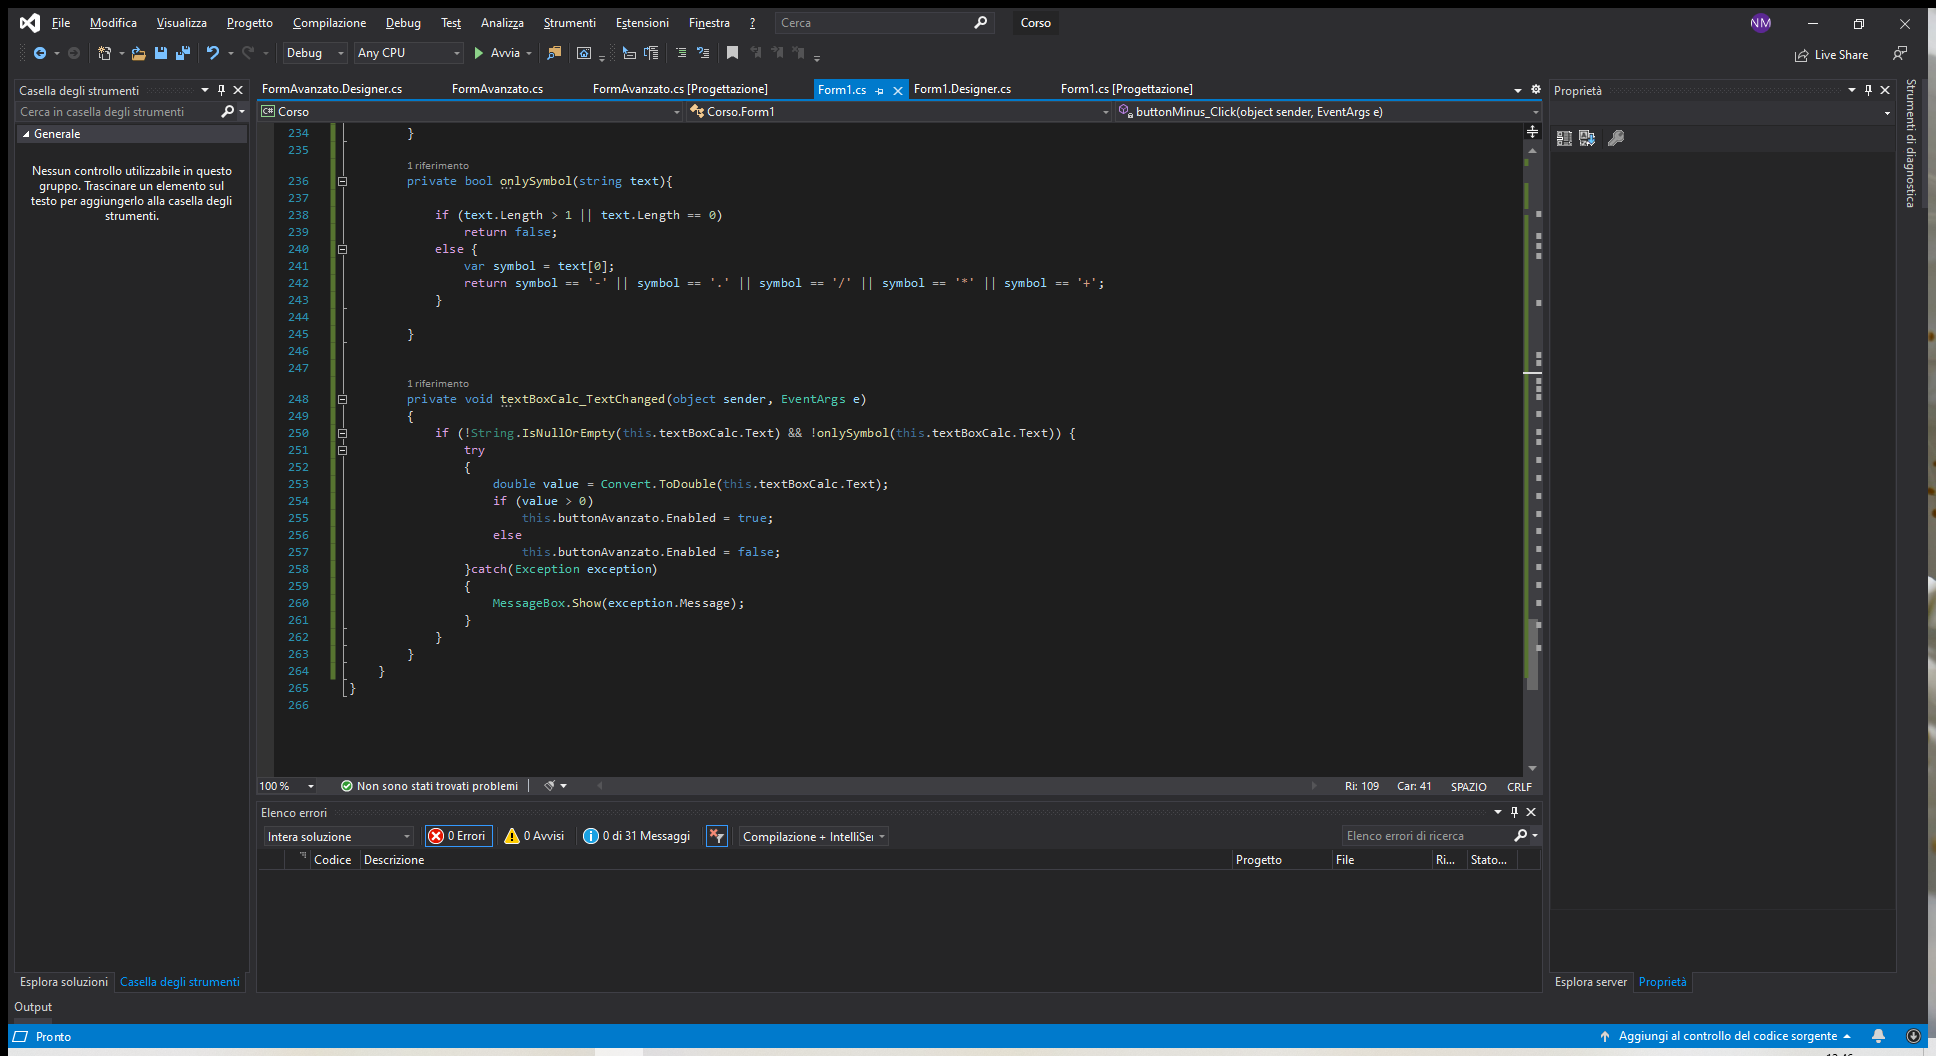 File Modifica Visualizza Progetto Compilazione Debug Test Analizza Strumenti Estensioni Finestra ? Cerca Corso NM
Debug Any CPU Avvia Live Share
Casella degli strumenti
Cerca in casella degli strumenti
Generale
Nessun controllo utilizzabile in questo
gruppo. Trascinare un elemento sul
testo per aggiungerlo alla casella degli
strumenti.
FormAvanzato.Designer.cs FormAvanzato.cs FormAvanzato.cs [Progettazione] Form1.cs Form1.Designer.cs Form1.cs [Progettazione]
C# Corso Corso.Form1 buttonMinus_Click(object sender, EventArgs e)
234 }
235
1 riferimento
236 private bool onlySymbol(string text){
237
238 if (text.Length > 1 || text.Length == 0)
239 return false;
240 else {
241 var symbol = text[0];
242 return symbol == '-' || symbol == '.' || symbol == '/' || symbol == '*' || symbol == '+';
243 }
244
245 }
246
247
1 riferimento
248 private void textBoxCalc_TextChanged(object sender, EventArgs e)
249 {
250 if (!String.IsNullOrEmpty(this.textBoxCalc.Text) && !onlySymbol(this.textBoxCalc.Text)) {
251 try
252 {
253 double value = Convert.ToDouble(this.textBoxCalc.Text);
254 if (value > 0)
255 this.buttonAvanzato.Enabled = true;
256 else
257 this.buttonAvanzato.Enabled = false;
258 }catch(Exception exception)
259 {
260 MessageBox.Show(exception.Message);
261 }
262 }
263 }
264 }
265 }
266
100 % Non sono stati trovati problemi Ri: 109 Car: 41 SPAZIO CRLF
Elenco errori
Intera soluzione 0 Errori 0 Avvisi 0 di 31 Messaggi Compilazione + IntelliSe Elenco errori di ricerca
Codice Descrizione Progetto File Ri... Stato...
Proprietà
Strumenti di diagnostica
Esplora soluzioni Casella degli strumenti
Esplora server Proprietà
Output
Pronto Aggiungi al controllo del codice sorgente